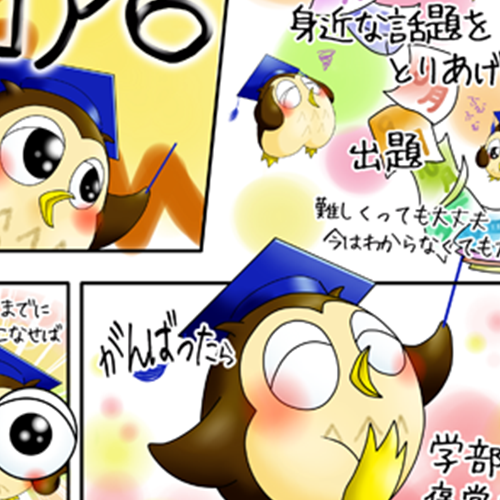 身近な話題を
とりあげ
月
出題
難しくっても大丈夫
今はわからなくても
までに
こなせば
がんばったら
学部